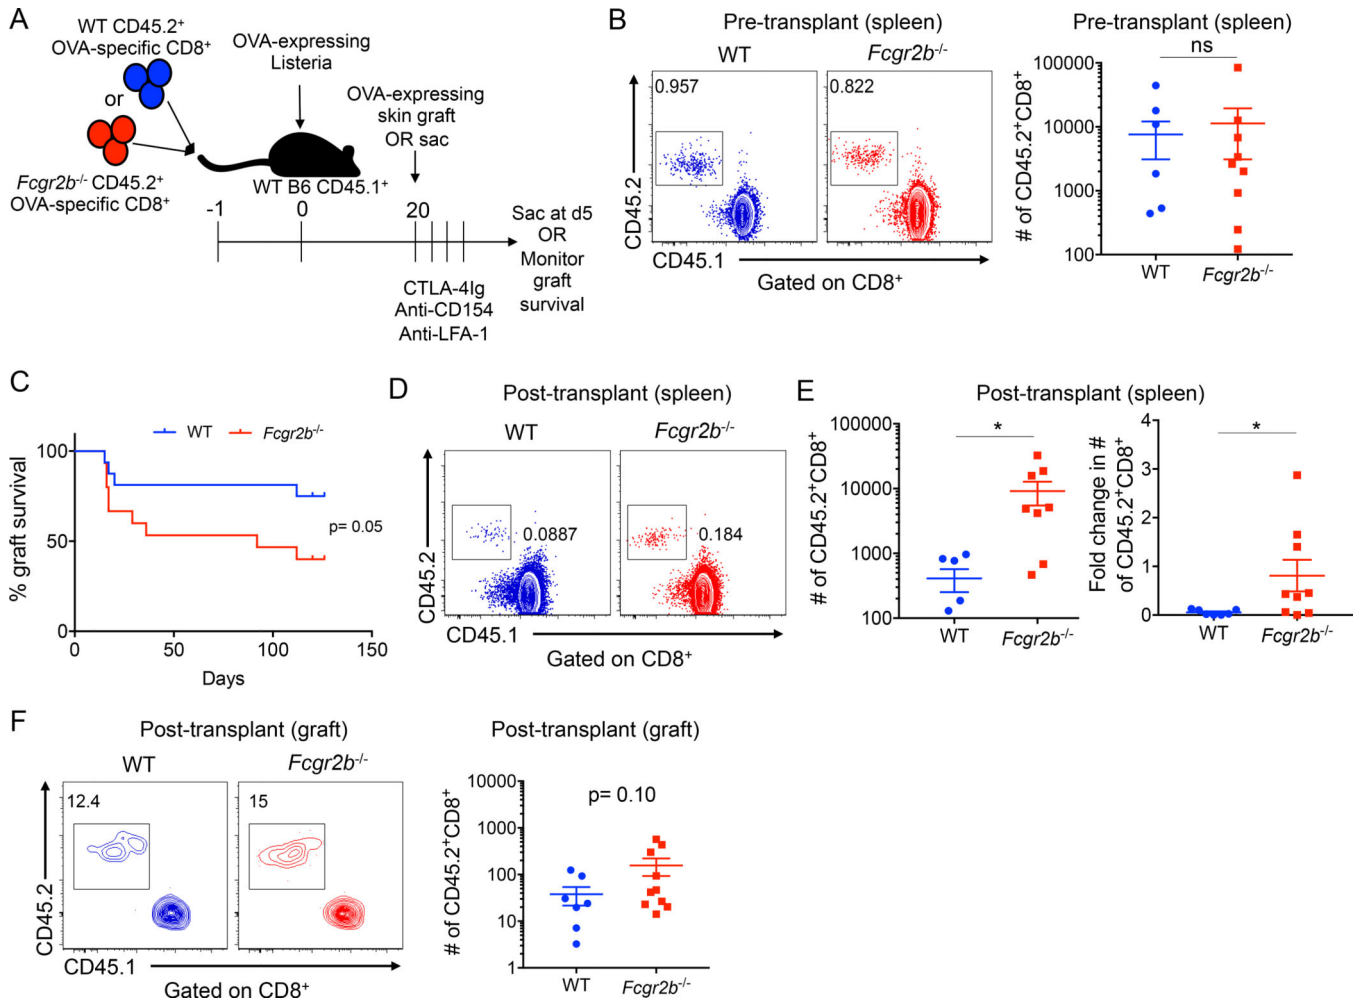 A
WT CD45.2+
OVA-specific CD8+
or
Fcgr2b-/- CD45.2+
OVA-specific CD8+
OVA-expressing
Listeria
OVA-expressing
skin graft
OR sac
WT B6 CD45.1+
-1
0
20
CTLA-4Ig
Anti-CD154
Anti-LFA-1
Sac at d5
OR
Monitor
graft
survival
B
Pre-transplant (spleen)
WT
Fcgr2b-/-
0.957
0.822
CD45.2
CD45.1
Gated on CD8+
Pre-transplant (spleen)
ns
# of CD45.2+CD8+
100000
10000
1000
100
WT
Fcgr2b-/-
C
WT
Fcgr2b-/-
% graft survival
100
50
0
p= 0.05
0
50
100
150
Days
D
Post-transplant (spleen)
WT
Fcgr2b-/-
0.0887
0.184
CD45.2
CD45.1
Gated on CD8+
E
Post-transplant (spleen)
# of CD45.2+CD8+
100000
10000
1000
100
*
WT
Fcgr2b-/-
Fold change in #
of CD45.2+CD8+
4
3
2
1
0
*
WT
Fcgr2b-/-
F
Post-transplant (graft)
WT
Fcgr2b-/-
12.4
15
CD45.2
CD45.1
Gated on CD8+
Post-transplant (graft)
# of CD45.2+CD8+
10000
1000
100
10
1
p= 0.10
WT
Fcgr2b-/-